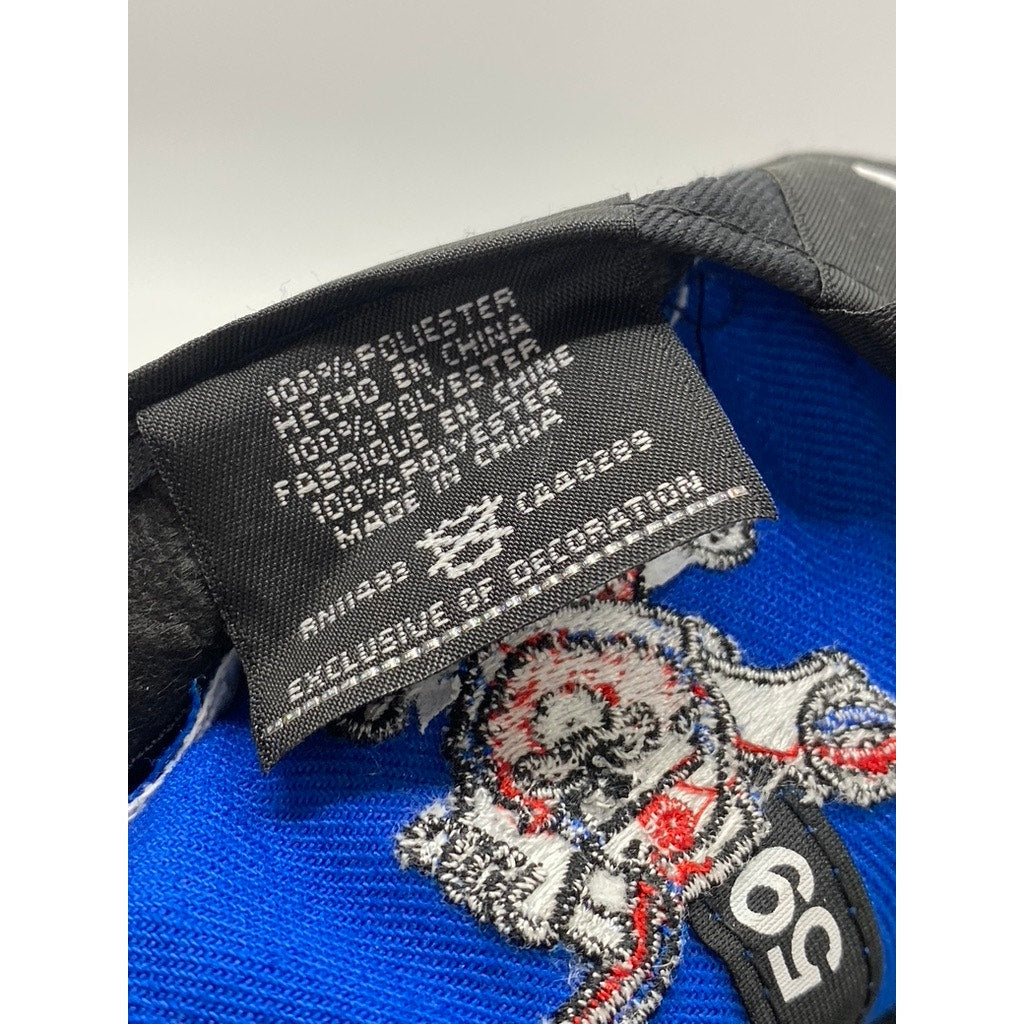 100% POLIESTER
HECHO EN CHINA
100% POLYESTER
FABRIQUE EN CHINE
100% POLYESTER
MADE IN CHINA
RN11493 CA00299
EXCLUSIVE OF DECORATION
59